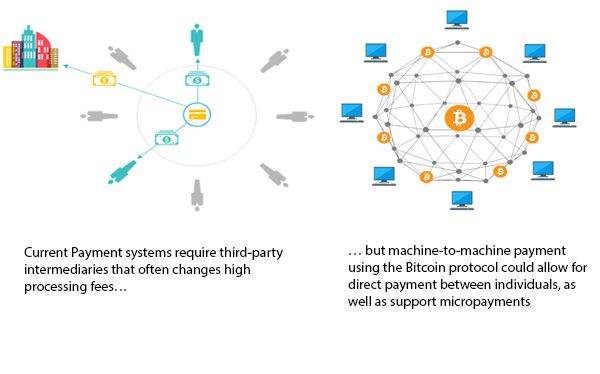 Current Payment systems require third-party
intermediaries that often changes high
processing fees…
… but machine-to-machine payment
using the Bitcoin protocol could allow for
direct payment between individuals, as
well as support micropayments